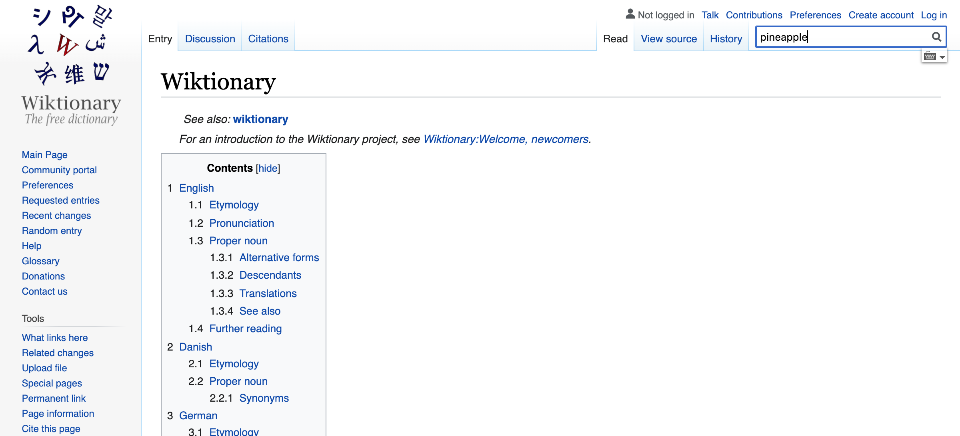 シ
Wiktionary
The free dictionary
Main Page
Community portal
Preferences
Requested entries
Recent changes
Random entry
Help
Glossary
Donations
Contact us
Tools
What links here
Related changes
Upload file
Special pages
Permanent link
Page information
Cite this page
Not logged in Talk Contributions Preferences Create account Log in
Entry Discussion Citations Read View source History pineapple
Wiktionary
See also: wiktionary
For an introduction to the Wiktionary project, see Wiktionary:Welcome, newcomers.
Contents [hide]
1 English
1.1 Etymology
1.2 Pronunciation
1.3 Proper noun
1.3.1 Alternative forms
1.3.2 Descendants
1.3.3 Translations
1.3.4 See also
1.4 Further reading
2 Danish
2.1 Etymology
2.2 Proper noun
2.2.1 Synonyms
3 German
3.1 Etymology